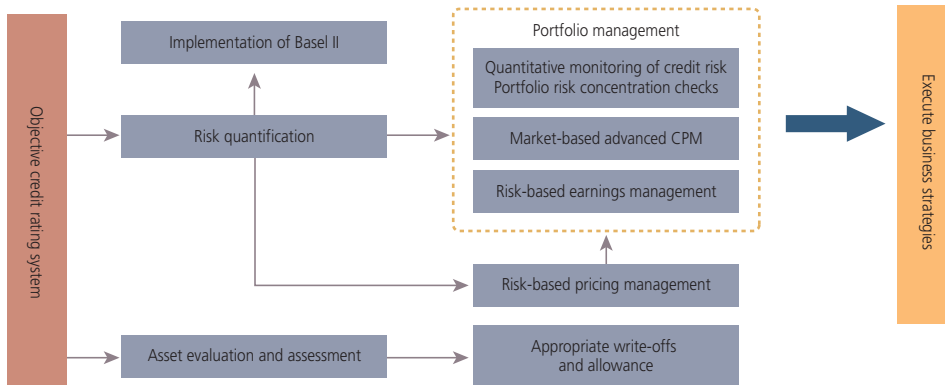 Objective credit rating system
Implementation of Basel II
Risk quantification
Asset evaluation and assessment
Portfolio management
Quantitative monitoring of credit risk
Portfolio risk concentration checks
Market-based advanced CPM
Risk-based earnings management
Risk-based pricing management
Appropriate write-offs
and allowance
Execute business strategies